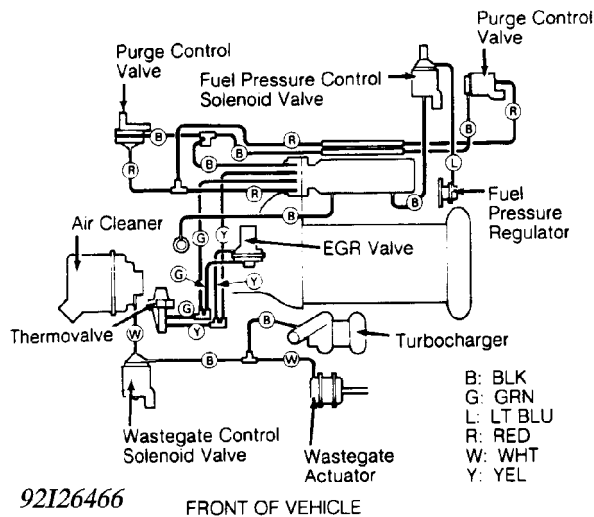 Purge Control
Valve
Purge Control
Valve
Fuel Pressure Control
Solenoid Valve
B
R
B
R
B
B
R
B
L
R
B
B
Fuel
Pressure
Regulator
Air Cleaner
G
Y
EGR Valve
G
Y
Thermovalve
G
Y
W
B
Turbocharger
B
W
Wastegate Control
Solenoid Valve
Wastegate
Actuator
B: BLK
G: GRN
L: LT BLU
R: RED
W: WHT
Y: YEL
92I26466
FRONT OF VEHICLE